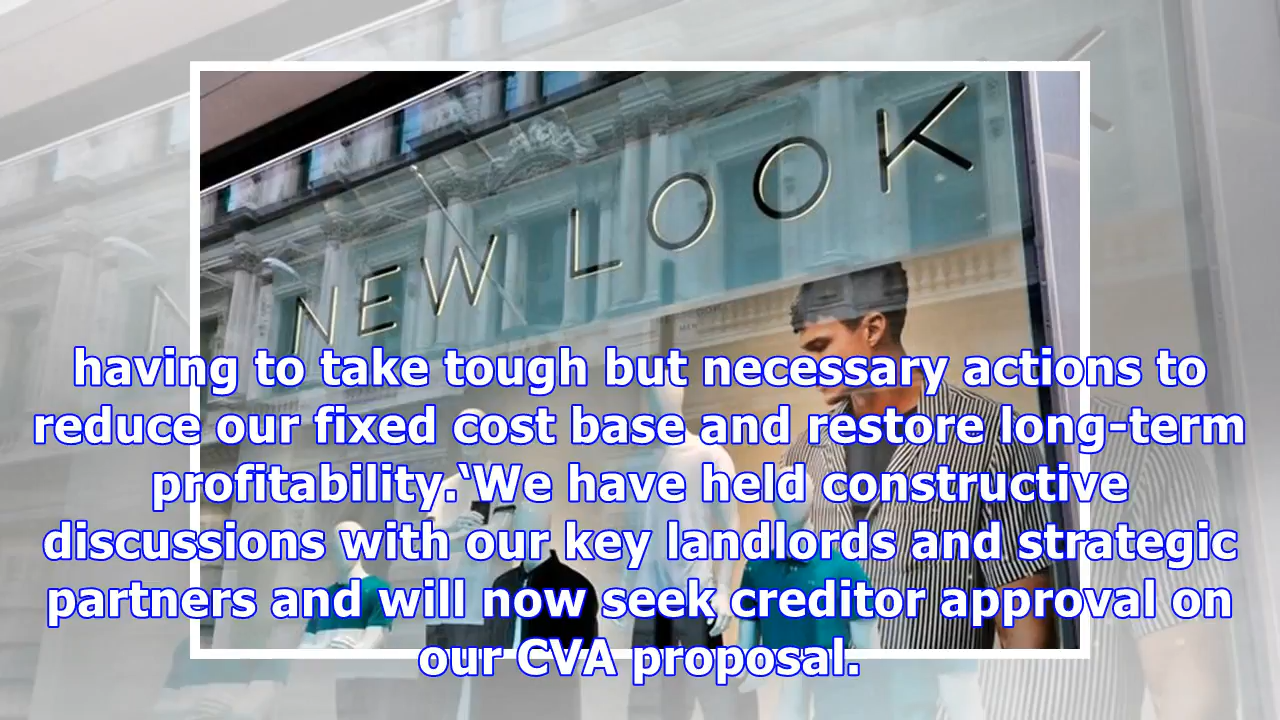 NEW LOOK
having to take tough but necessary actions to
reduce our fixed cost base and restore long-term
profitability.‘We have held constructive
discussions with our key landlords and strategic
partners and will now seek creditor approval on
our CVA proposal.